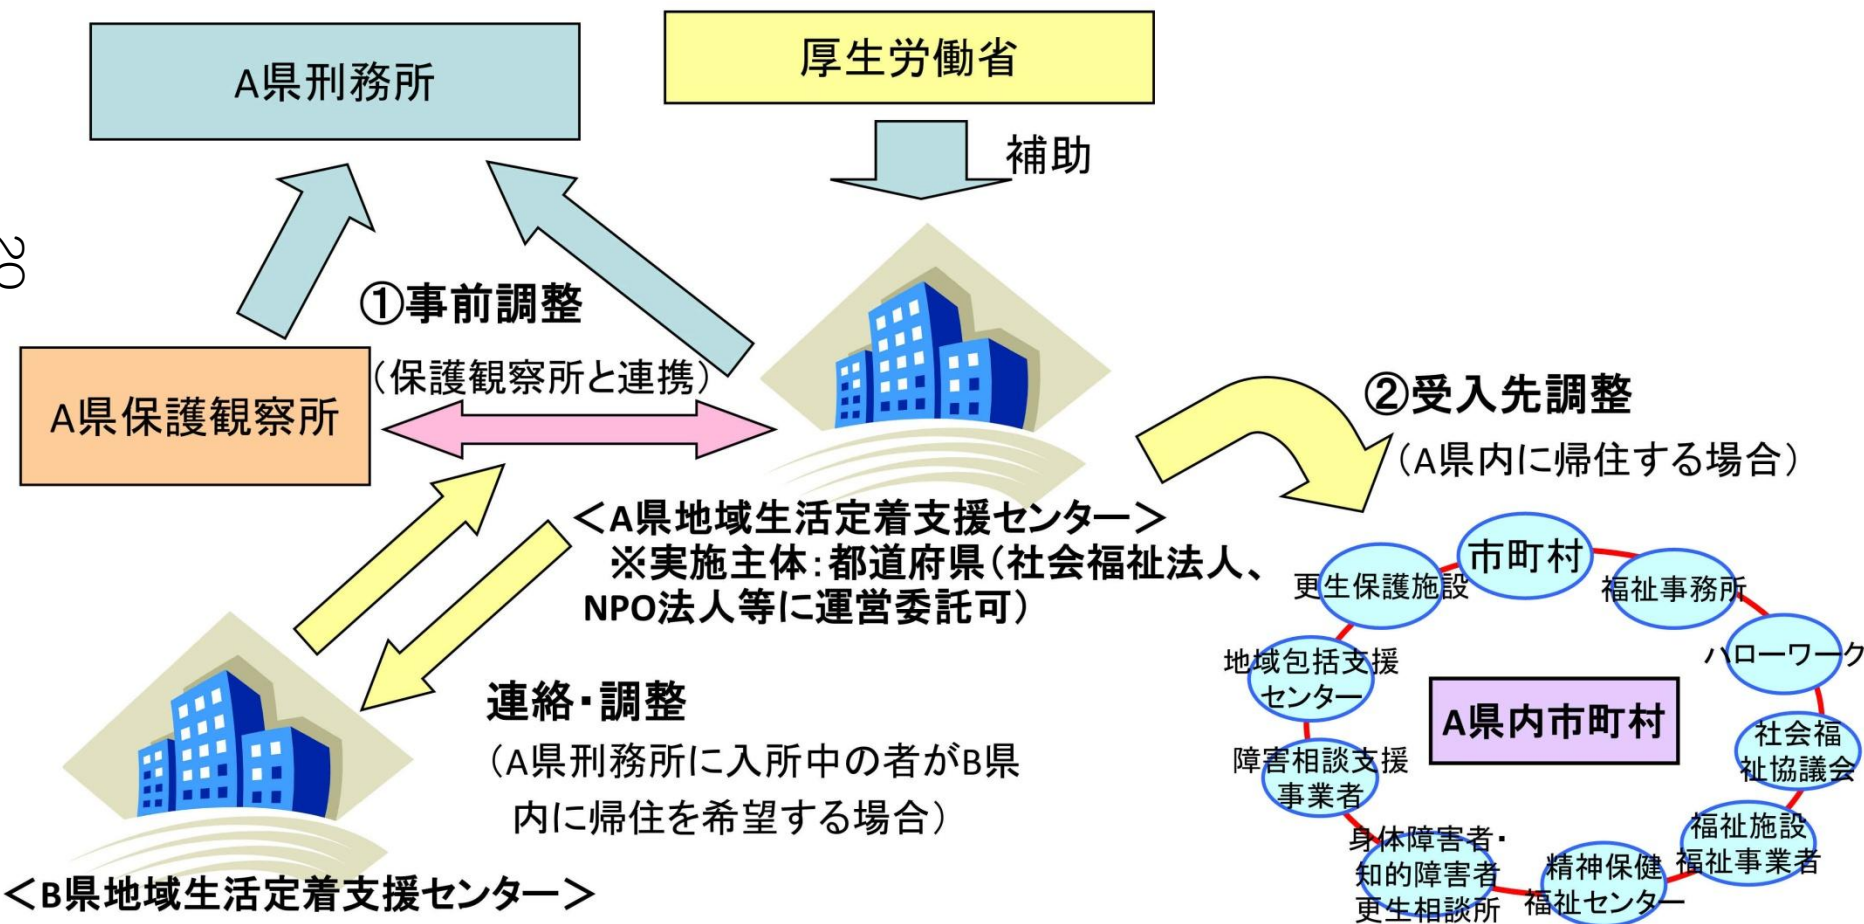 A県刑務所
厚生労働省
補助
20
①事前調整
(保護観察所と連携)
A県保護観察所
②受入先調整
(A県内に帰住する場合)
<A県地域生活定着支援センター>
※実施主体：都道府県(社会福祉法人、
NPO法人等に運営委託可)
連絡・調整
(A県刑務所に入所中の者がB県
内に帰住を希望する場合)
<B県地域生活定着支援センター>
市町村
更生保護施設
福祉事務所
地域包括支援
センター
ハローワーク
A県内市町村
社会福
祉協議会
障害相談支援
事業者
福祉施設
福祉事業者
身体障害者・
知的障害者
更生相談所
精神保健
福祉センター